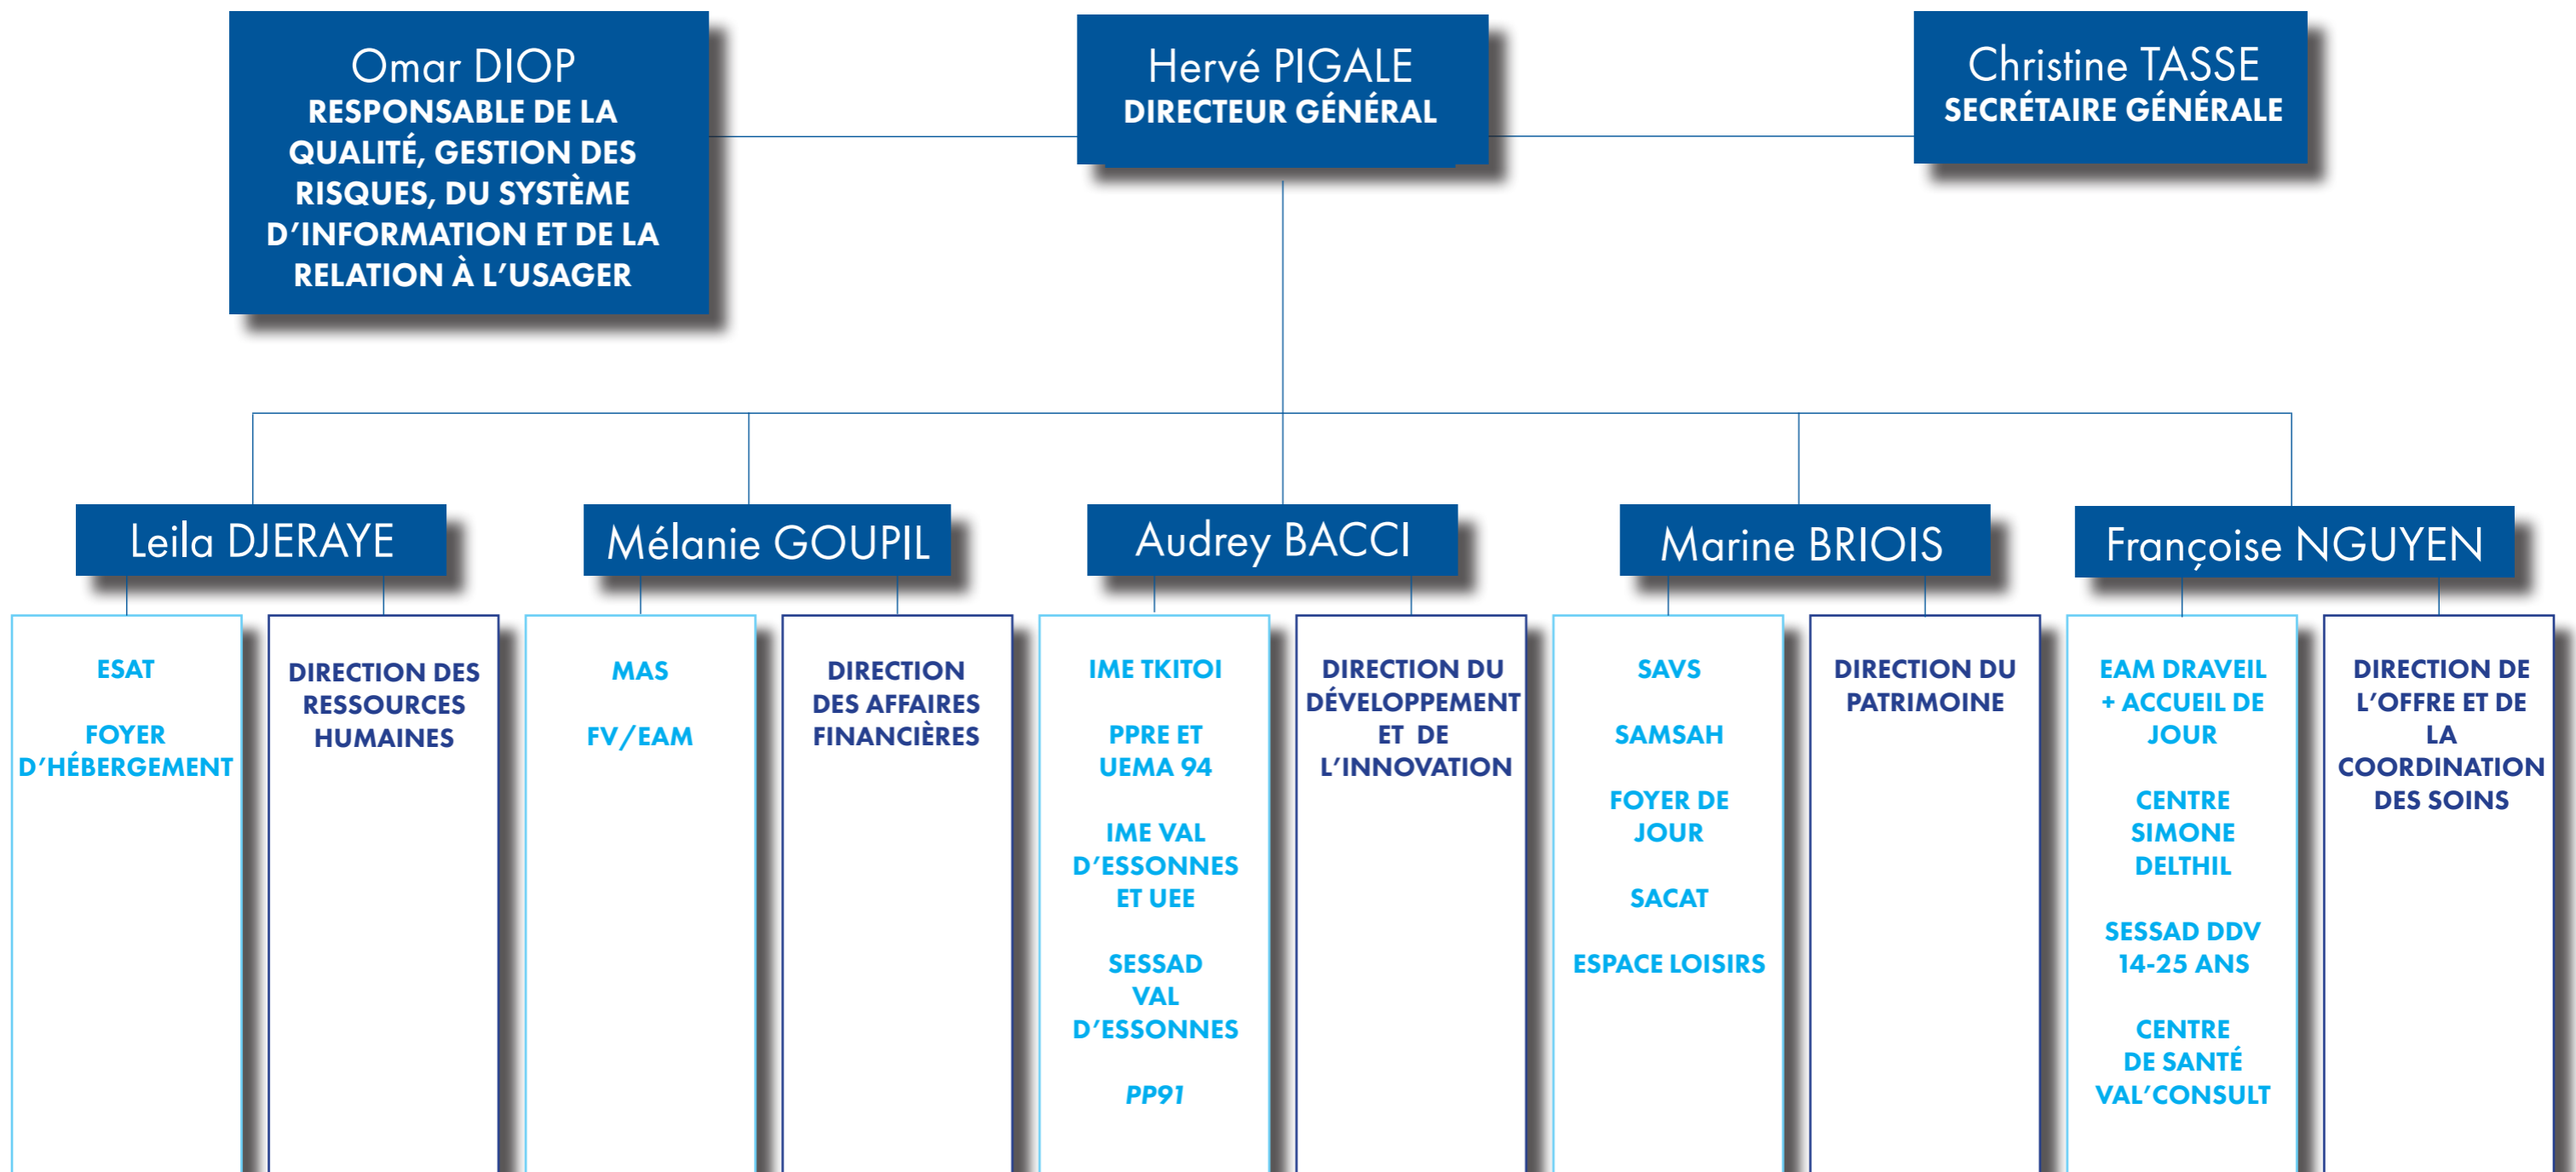 Omar DIOP
RESPONSABLE DE LA
QUALITÉ, GESTION DES
RISQUES, DU SYSTÈME
D’INFORMATION ET DE LA
RELATION À L’USAGER
Hervé PIGALE
DIRECTEUR GÉNÉRAL
Christine TASSE
SECRÉTAIRE GÉNÉRALE
Leila DJERAYE
ESAT
FOYER
D’HÉBERGEMENT
DIRECTION DES
RESSOURCES
HUMAINES
Mélanie GOUPIL
MAS
FV/EAM
DIRECTION
DES AFFAIRES
FINANCIÈRES
Audrey BACCI
IME TKITOI
PPRE ET
UEMA 94
IME VAL
D’ESSONNES
ET UEE
SESSAD
VAL
D’ESSONNES
PP91
DIRECTION DU
DÉVELOPPEMENT
ET DE
L’INNOVATION
Marine BRIOIS
SAVS
SAMSAH
FOYER DE
JOUR
SACAT
ESPACE LOISIRS
DIRECTION DU
PATRIMOINE
Françoise NGUYEN
EAM DRAVEIL
+ ACCUEIL DE
JOUR
CENTRE
SIMONE
DELTHIL
SESSAD DDV
14-25 ANS
CENTRE
DE SANTÉ
VAL’CONSULT
DIRECTION DE
L’OFFRE ET DE
LA
COORDINATION
DES SOINS